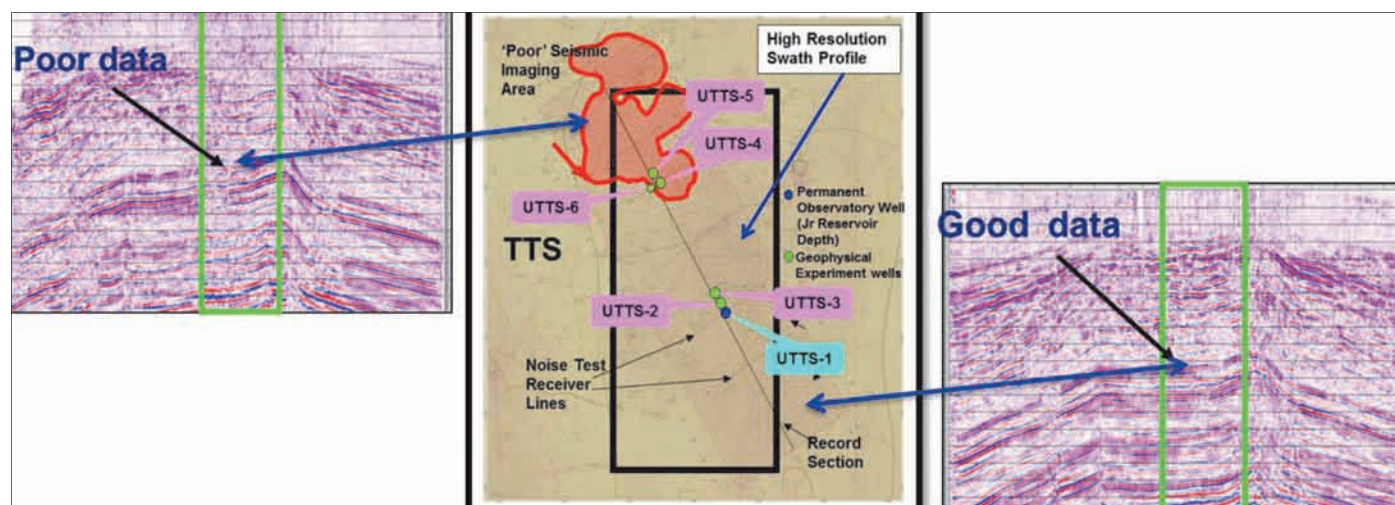 Poor data
'Poor' Seismic
Imaging
Area
High Resolution
Swath Profile
UTTS-5
UTTS-4
UTTS-6
Permanent
Observatory Well
(Jr Reservoir
Depth)
Geophysical
Experiment wells
TTS
UTTS-2
UTTS-3
UTTS-1
Noise Test
Receiver
Lines
Record
Section
Good data